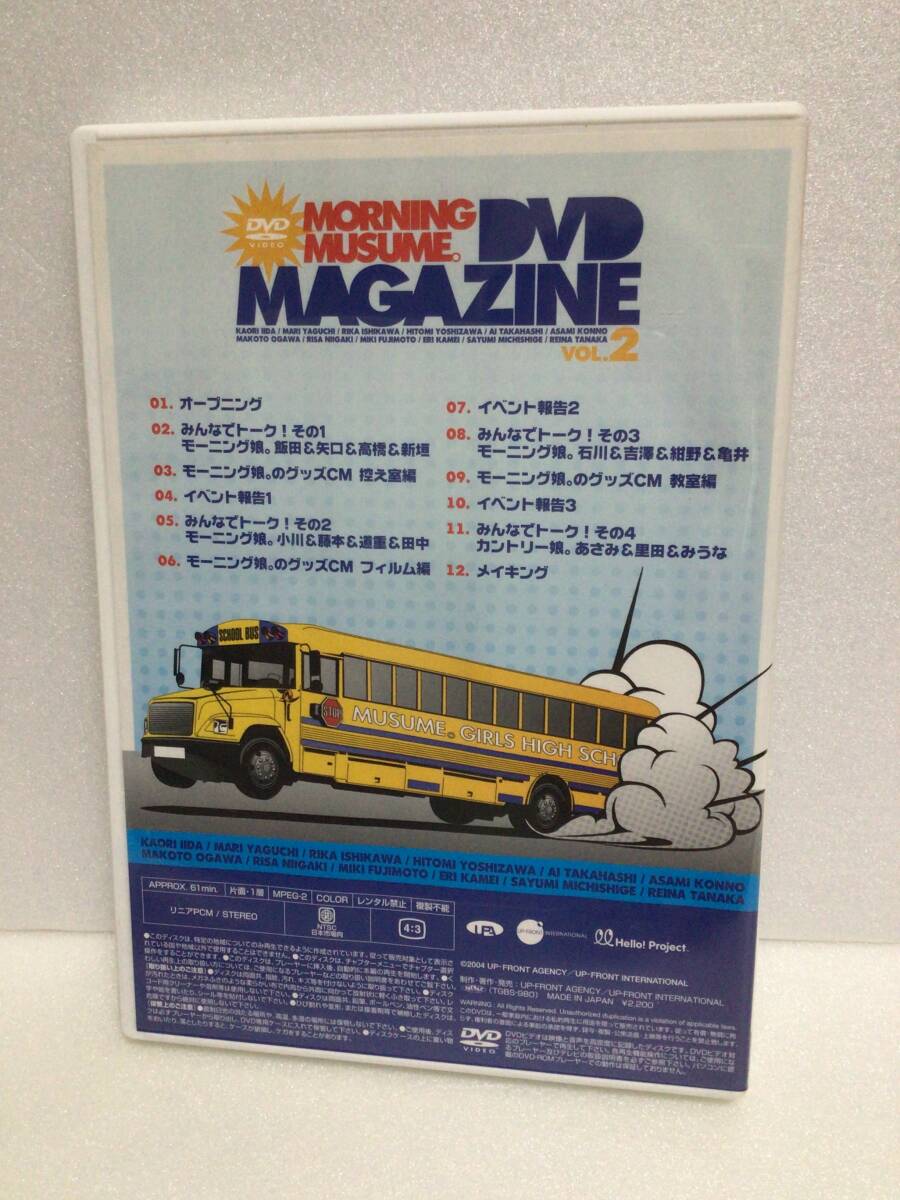 DVD
VIDEO
MORNING
MUSUME。
DVD
MAGAZINE
KAORI IIDA / MARI YAGUCHI / RIKA ISHIKAWA / HITOMI YOSHIZAWA / AI TAKAHASHI / ASAMI KONNO
MAKOTO OGAWA / RISA NIIGAKI / MIKI FUJIMOTO / ERI KAMEI / SAYUMI MICHISHIGE / REINA TANAKA
VOL.2
01. オープニング
02. みんなでトーク！その1
モーニング娘。飯田&矢口&高橋&新垣
03. モーニング娘。のグッズCM 控え室編
04. イベント報告1
05. みんなでトーク！その2
モーニング娘。小川&藤本&道重&田中
06. モーニング娘。のグッズCM フィルム編
07. イベント報告2
08. みんなでトーク！その3
モーニング娘。石川&吉澤&紺野&亀井
09. モーニング娘。のグッズCM 教室編
10. イベント報告3
11. みんなでトーク！その4
カントリー娘。あさみ&里田&みうな
12. メイキング
SCHOOL BUS
STOP
MUSUME。GIRLS HIGH SCH
KAORI IIDA / MARI YAGUCHI / RIKA ISHIKAWA / HITOMI YOSHIZAWA / AI TAKAHASHI / ASAMI KONNO
MAKOTO OGAWA / RISA NIIGAKI / MIKI FUJIMOTO / ERI KAMEI / SAYUMI MICHISHIGE / REINA TANAKA
APPROX. 61min. 片面・1層 MPEG-2 COLOR レンタル禁止 複製不能
リニアPCM / STEREO
NTSC
日本市場向
4:3
UFA
UP-FRONT INTERNATIONAL
Hello! Project.
©2004 UP-FRONT AGENCY／UP-FRONT INTERNATIONAL
制作・著作・発売：UP-FRONT AGENCY／UP-FRONT INTERNATIONAL
(TGBS-980) MADE IN JAPAN ￥2,200
WARNING : All Rights Reserved. Unauthorized duplication is a violation of applicable laws.
DVD
VIDEO